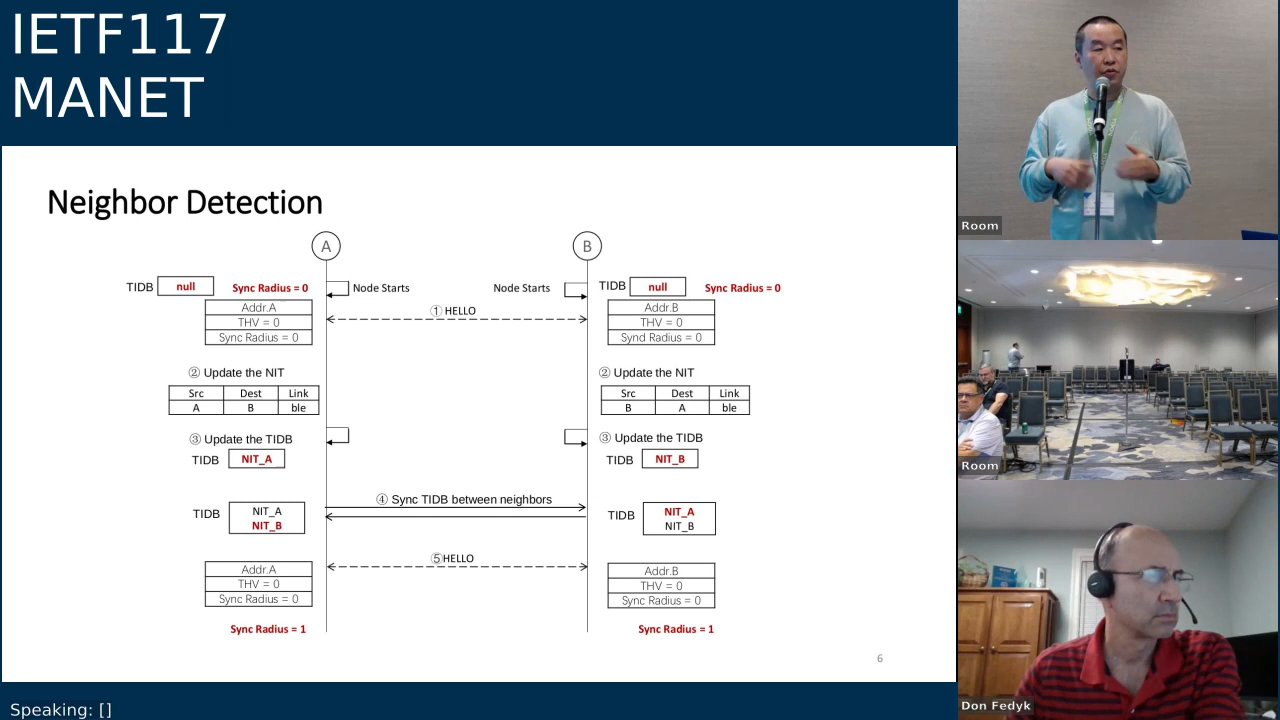 IETF117
MANET
Neighbor Detection
A
B
TIDB null Sync Radius = 0 Node Starts
Node Starts TIDB null Sync Radius = 0
Addr.A
THV = 0
Sync Radius = 0
① HELLO
Addr.B
THV = 0
Synd Radius = 0
② Update the NIT
Src Dest Link
A B ble
② Update the NIT
Src Dest Link
B A ble
③ Update the TIDB
TIDB NIT_A
③ Update the TIDB
TIDB NIT_B
④ Sync TIDB between neighbors
TIDB NIT_A
NIT_B
TIDB NIT_A
NIT_B
⑤HELLO
Addr.A
THV = 0
Sync Radius = 0
Addr.B
THV = 0
Sync Radius = 0
Sync Radius = 1
Sync Radius = 1
6
Speaking: []
Room
Room
Don Fedyk